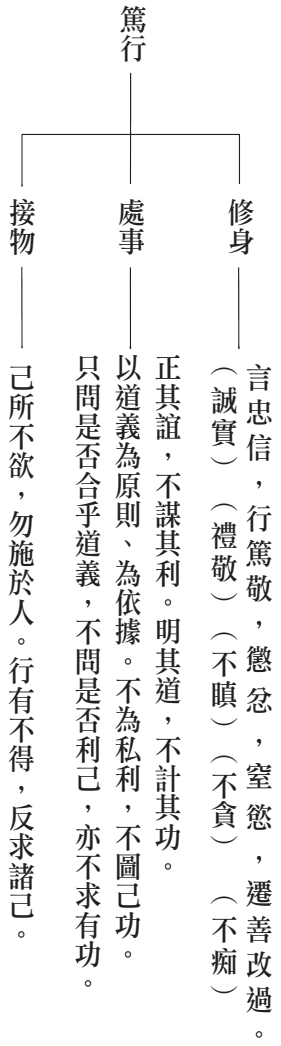 篤行
修身
言忠信，行篤敬，懲忿，窒慾，遷善改過。
（誠實）（禮敬）（不瞋）（不貪）（不痴）
處事
正其誼，不謀其利。明其道，不計其功。
以道義為原則、為依據。不為私利，不圖己功。
只問是否合乎道義，不問是否利己，亦不求有功。
接物
己所不欲，勿施於人。行有不得，反求諸己。